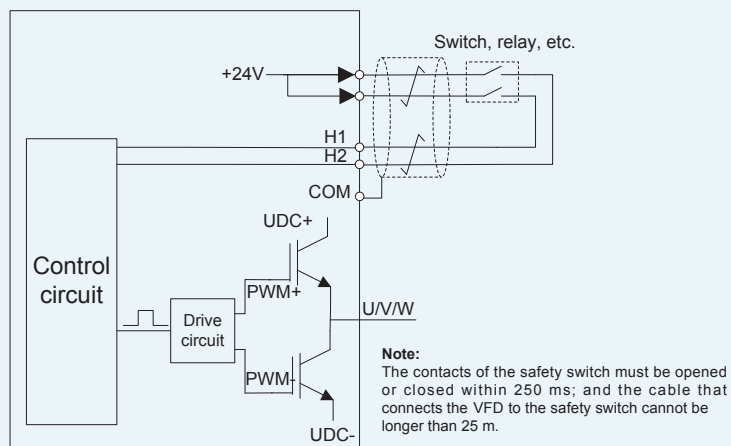 Switch, relay, etc.
+24V
H1
H2
COM
UDC+
Control
circuit
PWM+
Drive
circuit
U/V/W
PWM-
UDC-
Note:
The contacts of the safety switch must be opened
or closed within 250 ms; and the cable that
connects the VFD to the safety switch cannot be
longer than 25 m.